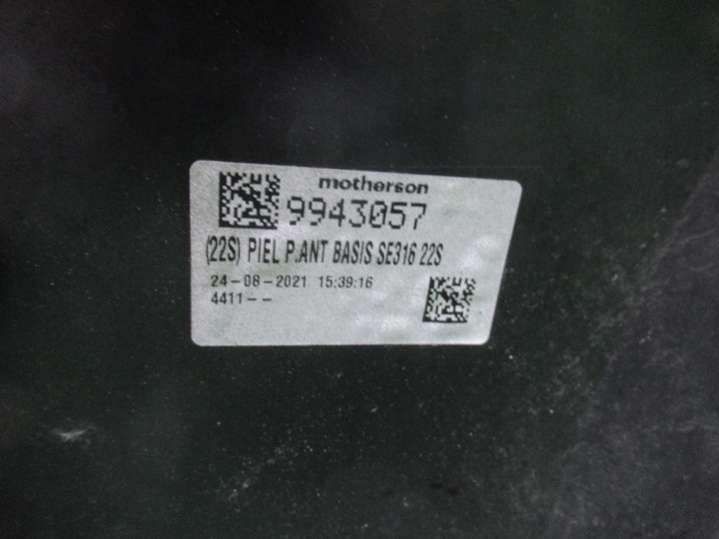 motherson
9943057
(22S) PIEL P.ANT BASIS SE316 22S
24-08-2021 15:39:16
4411--